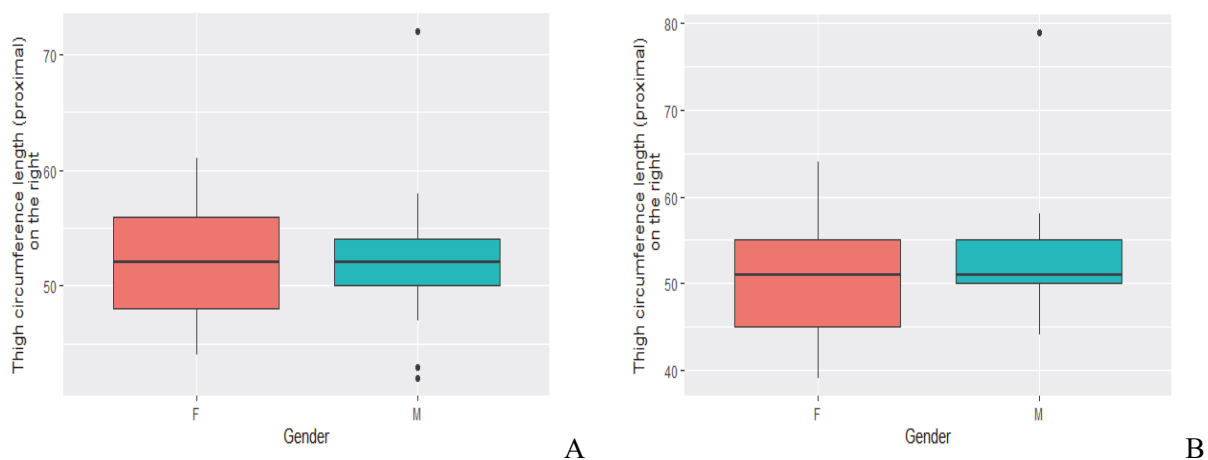 Thigh circumference length (proximal)
on the right
70
60
50
F
M
Gender
A
Thigh circumference length (proximal)
on the right
80
70
60
50
40
F
M
Gender
B